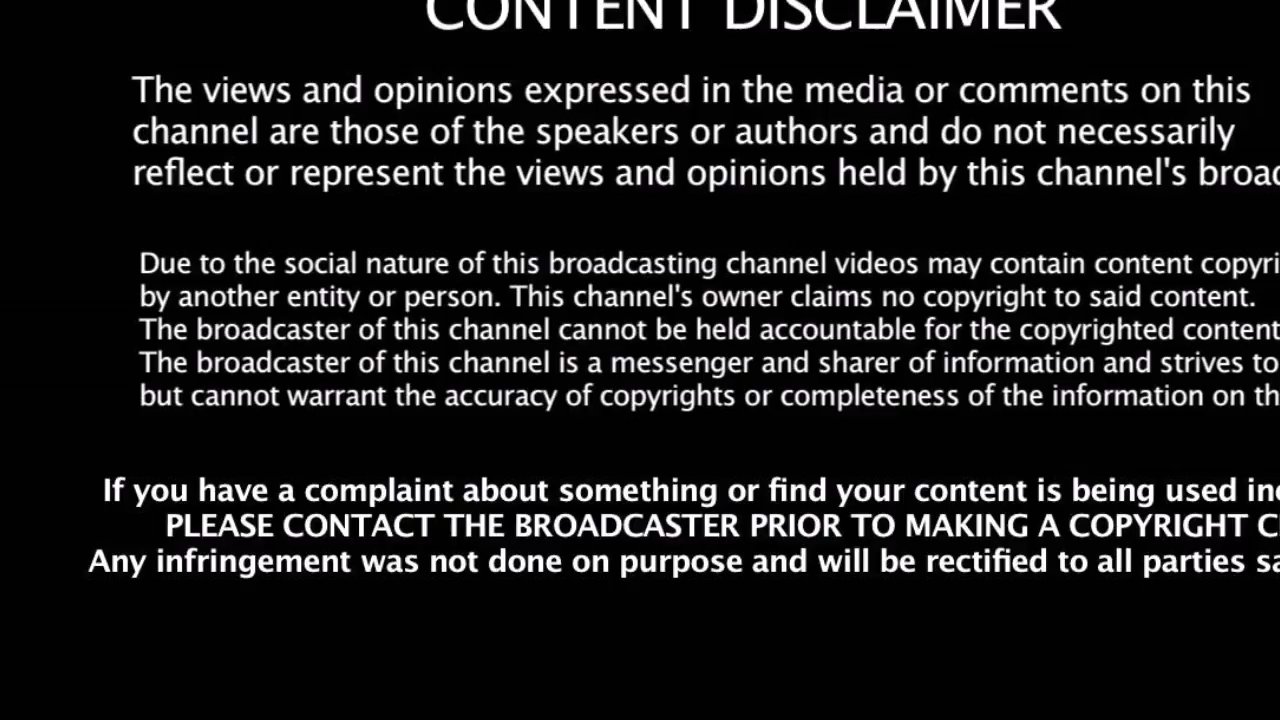 CONTENT DISCLAIMER
The views and opinions expressed in the media or comments on this
channel are those of the speakers or authors and do not necessarily
reflect or represent the views and opinions held by this channel's broad
Due to the social nature of this broadcasting channel videos may contain content copyri
by another entity or person. This channel's owner claims no copyright to said content.
The broadcaster of this channel cannot be held accountable for the copyrighted content
The broadcaster of this channel is a messenger and sharer of information and strives to
but cannot warrant the accuracy of copyrights or completeness of the information on th
If you have a complaint about something or find your content is being used inc
PLEASE CONTACT THE BROADCASTER PRIOR TO MAKING A COPYRIGHT C
Any infringement was not done on purpose and will be rectified to all parties sa